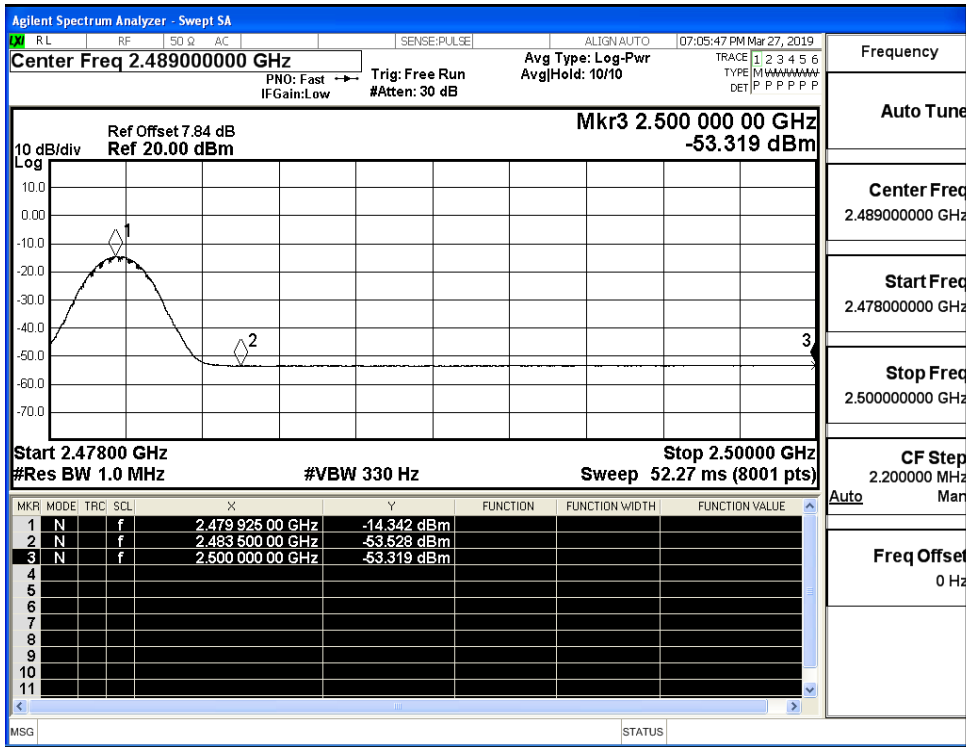 Agilent Spectrum Analyzer - Swept SA
LXI RL RF 50 Ω AC SENSE:PULSE ALIGN AUTO 07:05:47 PM Mar 27, 2019
Center Freq 2.489000000 GHz
PNO: Fast
IFGain:Low
Trig: Free Run
#Atten: 30 dB
Avg Type: Log-Pwr
Avg|Hold: 10/10
TRACE 1 2 3 4 5 6
TYPE M
DET P P P P P P
Mkr3 2.500 000 00 GHz
-53.319 dBm
Ref Offset 7.84 dB
10 dB/div Ref 20.00 dBm
Log
10.0
0.00
-10.0
-20.0
-30.0
-40.0
-50.0
-60.0
-70.0
1
2
3
Start 2.47800 GHz Stop 2.50000 GHz
#Res BW 1.0 MHz #VBW 330 Hz Sweep 52.27 ms (8001 pts)
MKR MODE TRC SCL X Y FUNCTION FUNCTION WIDTH FUNCTION VALUE
1 N f 2.479 925 00 GHz -14.342 dBm
2 N f 2.483 500 00 GHz -53.528 dBm
3 N f 2.500 000 00 GHz -53.319 dBm
4
5
6
7
8
9
10
11
MSG STATUS
Frequency
Auto Tune
Center Freq
2.489000000 GHz
Start Freq
2.478000000 GHz
Stop Freq
2.500000000 GHz
CF Step
2.200000 MHz
Auto Man
Freq Offset
0 Hz